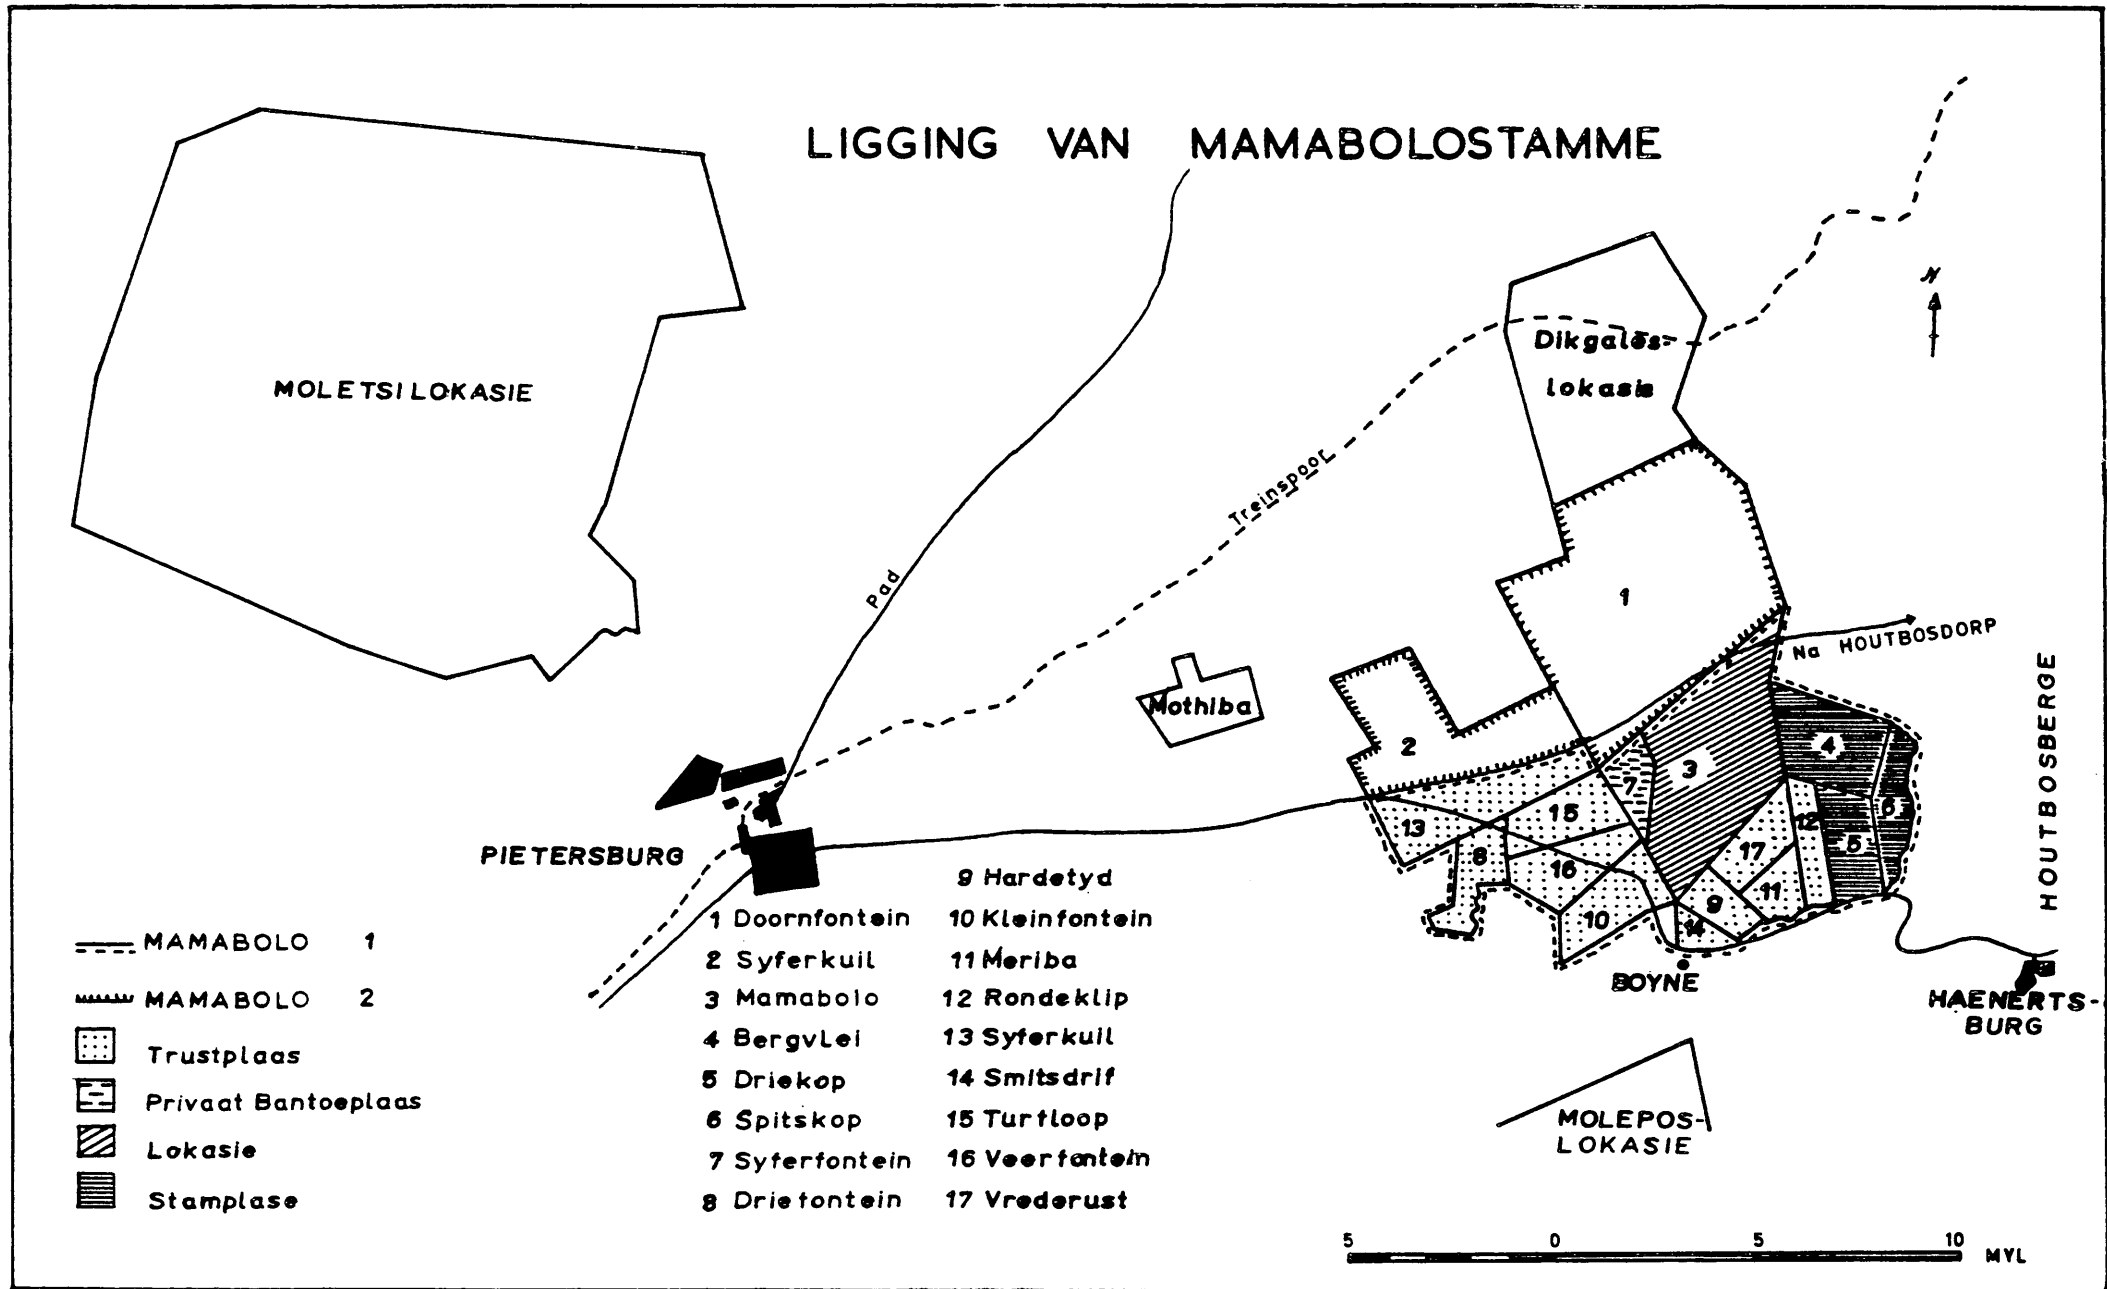 LIGGING VAN MAMABOLOSTAMME
N
Dikgalēs-
lokasie
MOLETSI LOKASIE
Treinspoor
Pad
1
Na HOUTBOSDORP
HOUTBOSBERGE
Mothiba
2
3
4
5
6
7
8
9
10
11
12
13
14
15
16
17
PIETERSBURG
BOYNE
HAENERTS-
BURG
MOLEPOS-
LOKASIE
MAMABOLO 1
MAMABOLO 2
Trustplaas
Privaat Bantoeplaas
Lokasie
Stamplase
1 Doornfontein
2 Syferkuil
3 Mamabolo
4 Bergvlei
5 Driekop
6 Spitskop
7 Syferfontein
8 Driefontein
9 Hardetyd
10 Kleinfontein
11 Meriba
12 Rondeklip
13 Syferkuil
14 Smitsdrif
15 Turfloop
16 Veerfontein
17 Vrederust
5 0 5 10 MYL